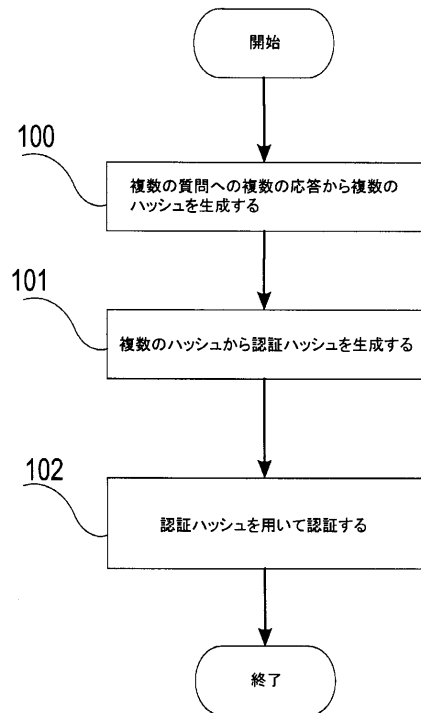 開始
100
複数の質問への複数の応答から複数の
ハッシュを生成する
101
複数のハッシュから認証ハッシュを生成する
102
認証ハッシュを用いて認証する
終了